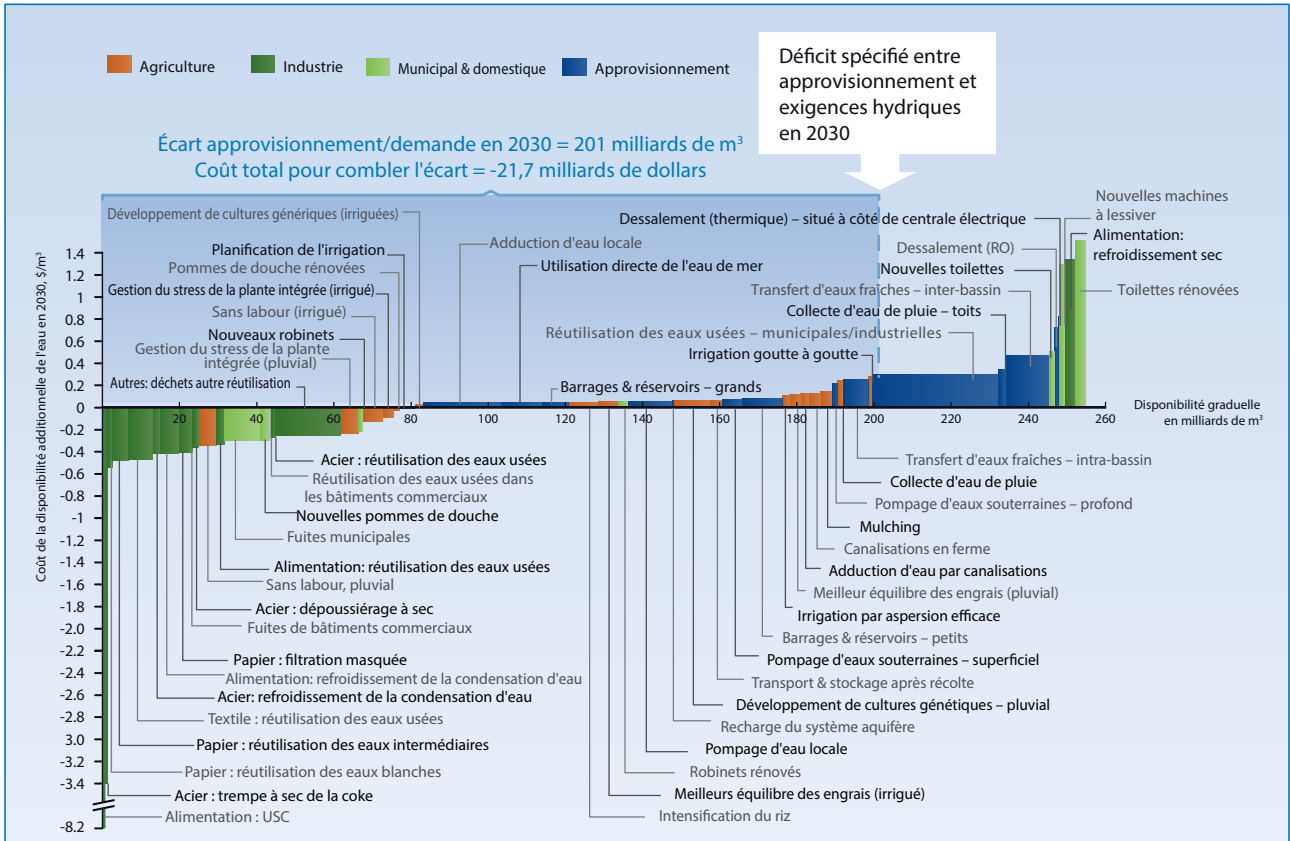 Agriculture
Industrie
Municipal & domestique
Approvisionnement
Déficit spécifié entre
approvisionnement et
exigences hydriques
en 2030
Écart approvisionnement/demande en 2030 = 201 milliards de m³
Coût total pour combler l'écart = -21,7 milliards de dollars
Développement de cultures génériques (irriguées)
Planification de l'irrigation
Pommes de douche rénovées
Gestion du stress de la plante intégrée (irrigué)
Sans labour (irrigué)
Nouveaux robinets
Gestion du stress de la plante
intégrée (pluvial)
Autres: déchets autre réutilisation
Adduction d'eau locale
Utilisation directe de l'eau de mer
Barrages & réservoirs – grands
Dessalement (thermique) – situé à côté de centrale électrique
Nouvelles machines
à lessiver
Alimentation:
refroidissement sec
Dessalement (RO)
Nouvelles toilettes
Transfert d'eaux fraîches – inter-bassin
Toilettes rénovées
Collecte d'eau de pluie – toits
Réutilisation des eaux usées – municipales/industrielles
Irrigation goutte à goutte
Coût de la disponibilité additionnelle de l'eau en 2030, $/m³
1.4
1.2
1
0.8
0.6
0.4
0.2
0
-0.2
-0.4
-0.6
-0.8
-1
-1.2
-1.4
-1.6
-1.8
-2.0
-2.2
-2.4
-2.6
-2.8
3.0
-3.2
-3.4
-8.2
20
40
60
80
100
120
140
160
180
200
220
240
260
Disponibilité graduelle
en milliards de m³
Acier : réutilisation des eaux usées
Réutilisation des eaux usées dans
les bâtiments commerciaux
Nouvelles pommes de douche
Fuites municipales
Alimentation: réutilisation des eaux usées
Sans labour, pluvial
Acier : dépoussiérage à sec
Fuites de bâtiments commerciaux
Papier : filtration masquée
Alimentation: refroidissement de la condensation d'eau
Acier: refroidissement de la condensation d'eau
Textile : réutilisation des eaux usées
Papier : réutilisation des eaux intermédiaires
Papier : réutilisation des eaux blanches
Acier : trempe à sec de la coke
Alimentation : USC
Transfert d'eaux fraîches – intra-bassin
Collecte d'eau de pluie
Pompage d'eaux souterraines – profond
Mulching
Canalisations en ferme
Adduction d'eau par canalisations
Meilleur équilibre des engrais (pluvial)
Irrigation par aspersion efficace
Barrages & réservoirs – petits
Pompage d'eaux souterraines – superficiel
Transport & stockage après récolte
Développement de cultures génétiques – pluvial
Recharge du système aquifère
Pompage d'eau locale
Robinets rénovés
Meilleurs équilibre des engrais (irrigué)
Intensification du riz